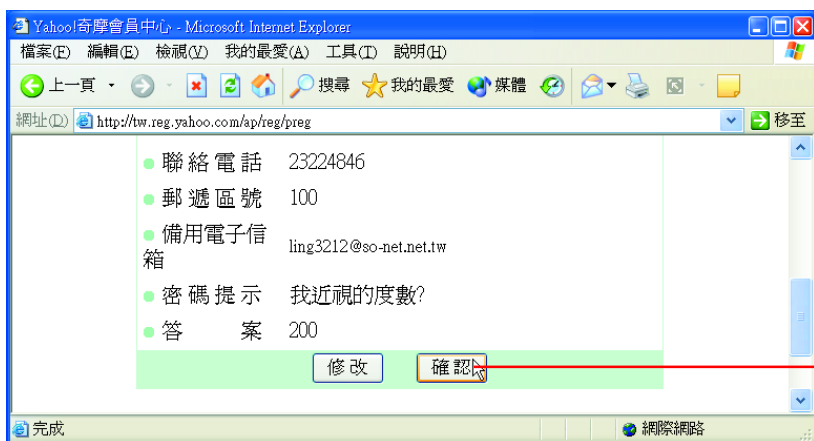 Yahoo!奇摩會員中心 - Microsoft Internet Explorer
檔案(F) 編輯(E) 檢視(V) 我的最愛(A) 工具(T) 說明(H)
上一頁 搜尋 我的最愛 媒體
網址(D) http://tw.reg.yahoo.com/ap/reg/preg 移至
聯絡電話 23224846
郵遞區號 100
備用電子信
箱 ling3212@so-net.net.tw
密碼提示 我近視的度數?
答案 200
修改 確認
完成 網際網路